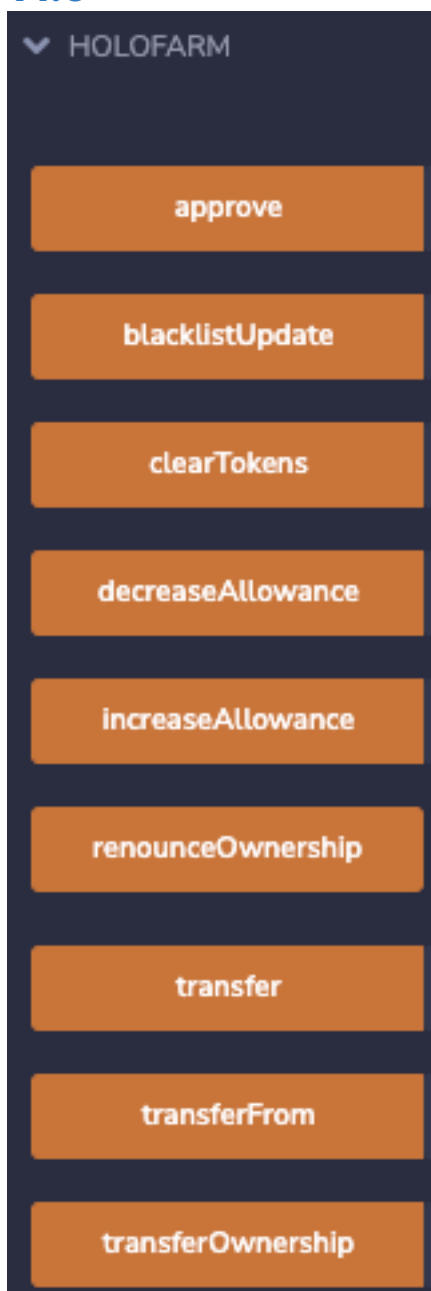 HOLOFARM
approve
blacklistUpdate
clearTokens
decreaseAllowance
increaseAllowance
renounceOwnership
transfer
transferFrom
transferOwnership